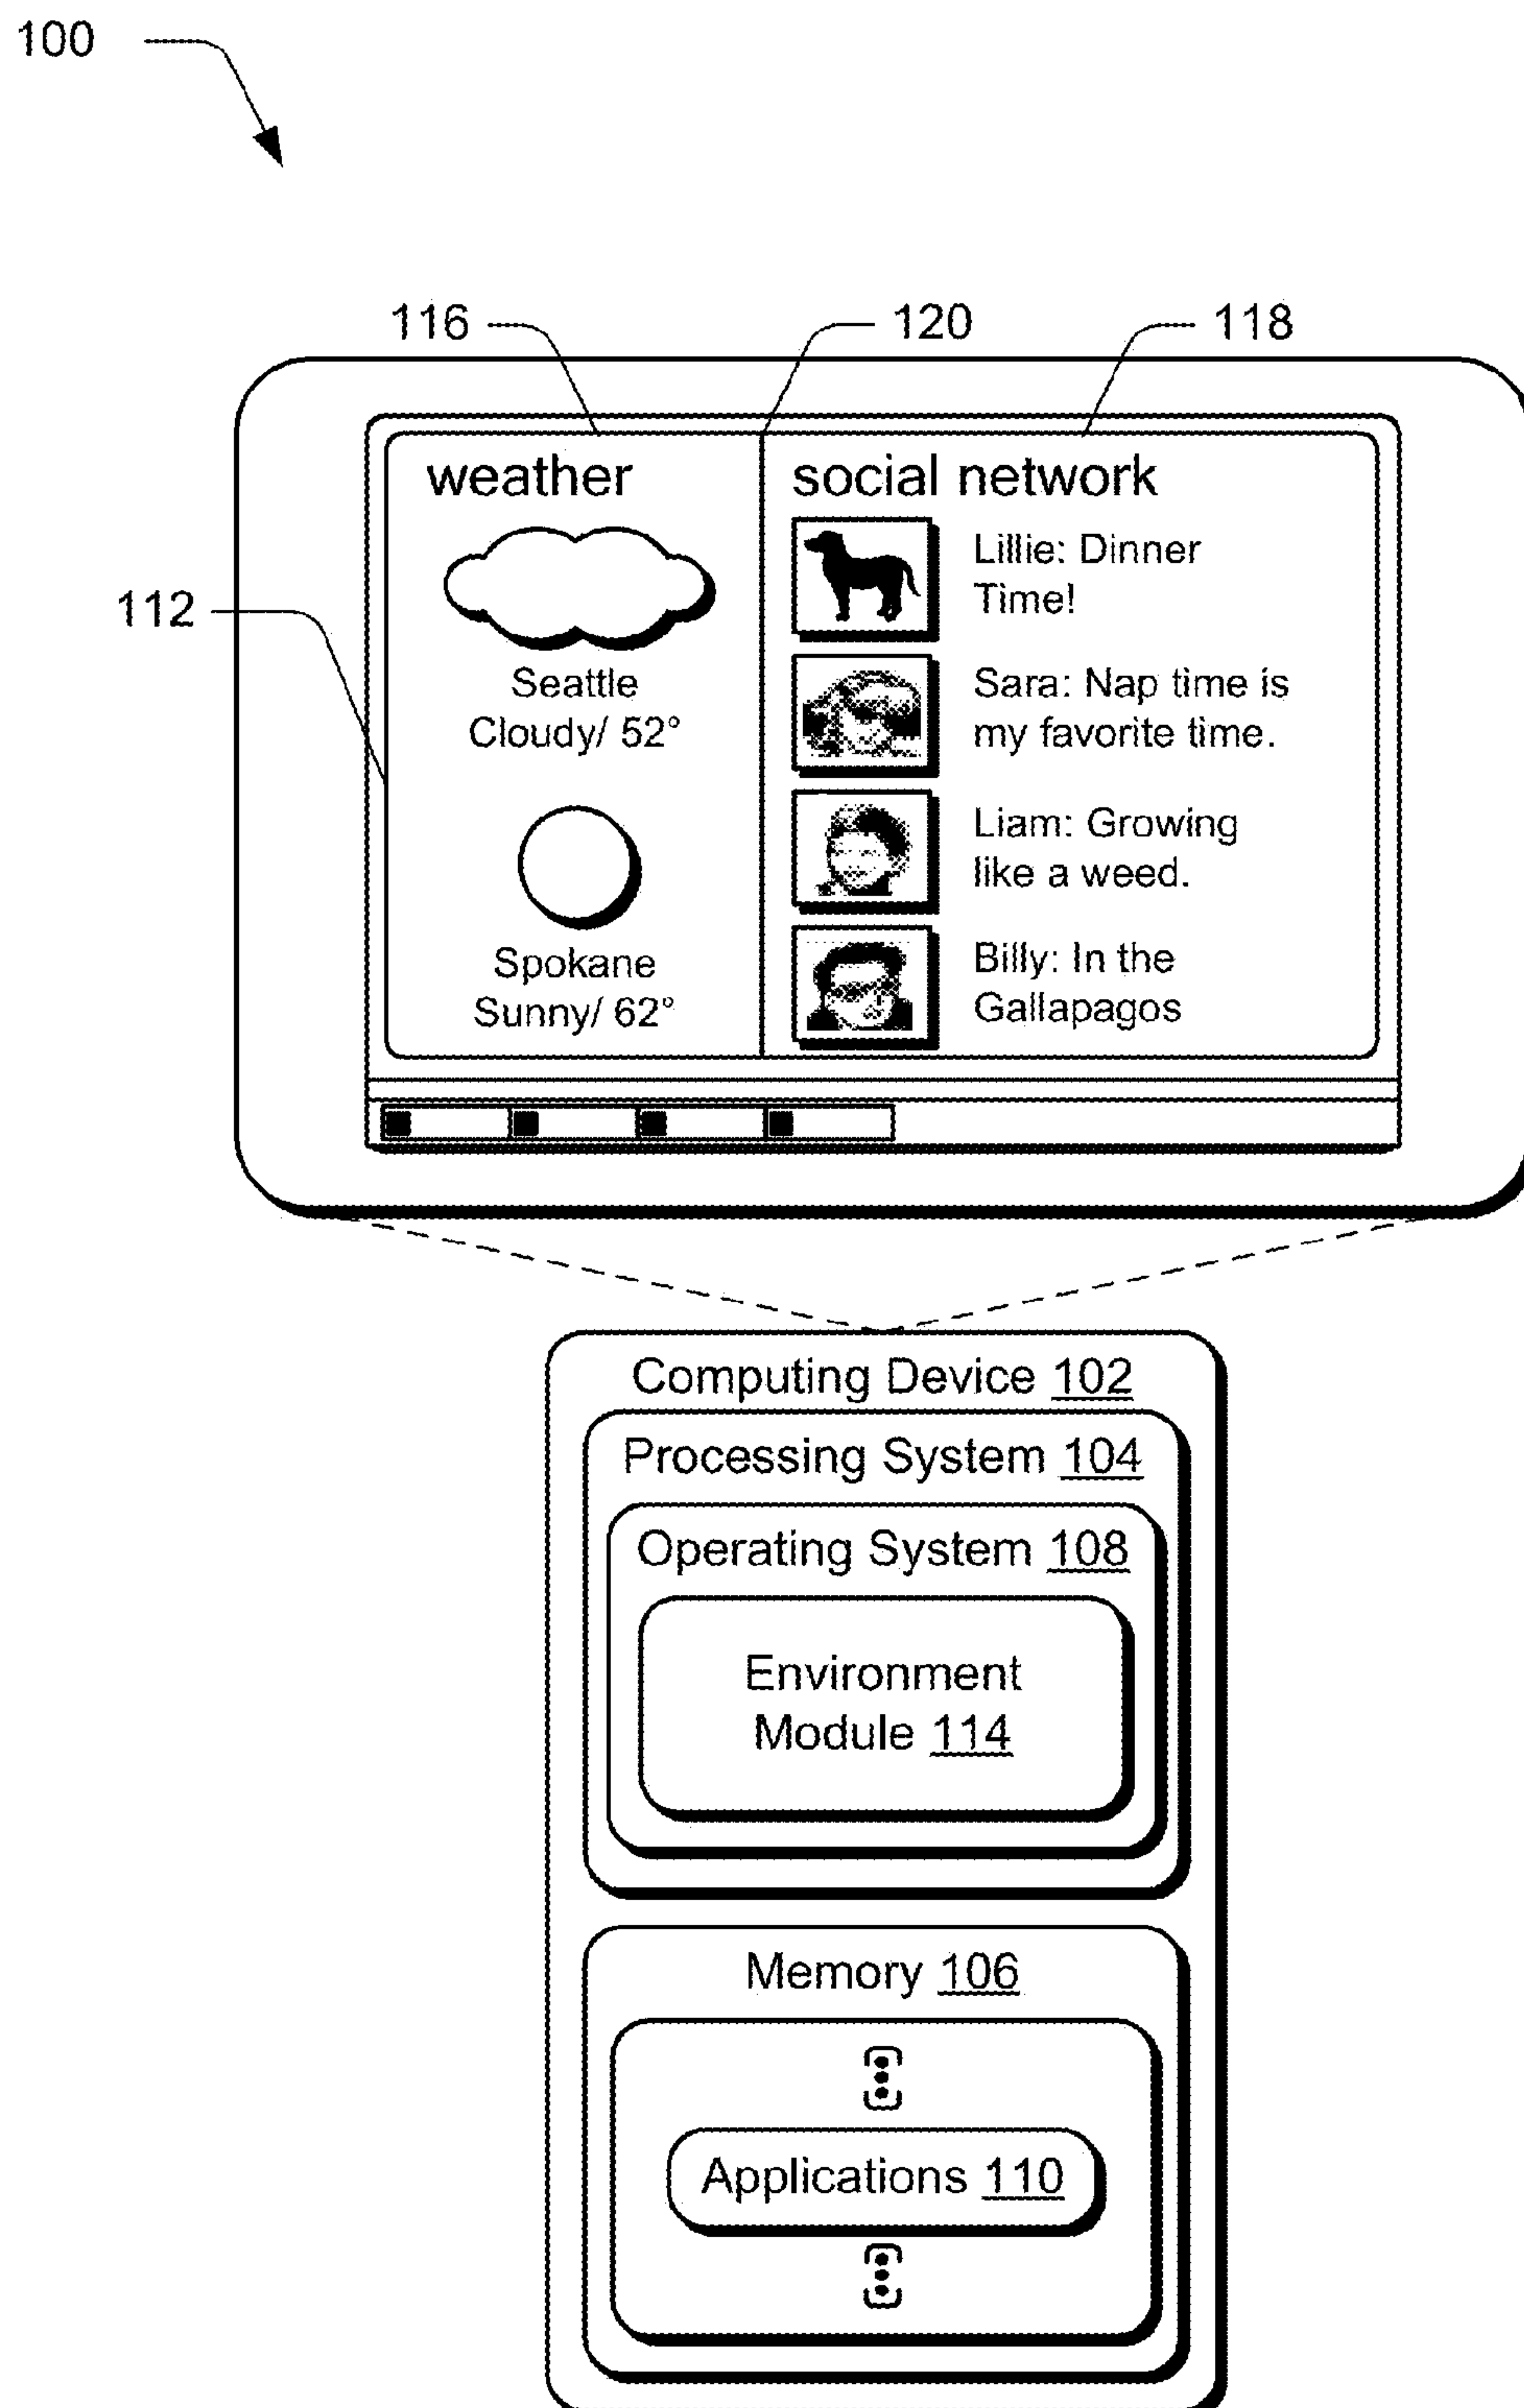 100
116
120
118
weather
social network
112
Seattle
Cloudy/ 52°
Spokane
Sunny/ 62°
Lillie: Dinner
Time!
Sara: Nap time is
my favorite time.
Liam: Growing
like a weed.
Billy: In the
Gallapagos
Computing Device 102
Processing System 104
Operating System 108
Environment
Module 114
Memory 106
Applications 110